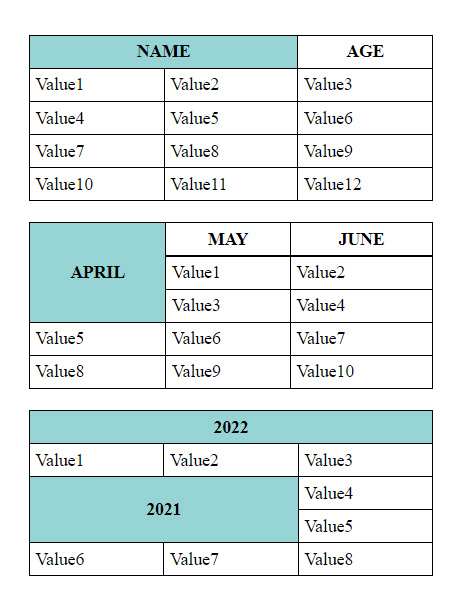 NAME AGE
Value1 Value2 Value3
Value4 Value5 Value6
Value7 Value8 Value9
Value10 Value11 Value12
MAY JUNE
APRIL Value1 Value2
Value3 Value4
Value5 Value6 Value7
Value8 Value9 Value10
2022
Value1 Value2 Value3
Value4
2021
Value5
Value6 Value7 Value8